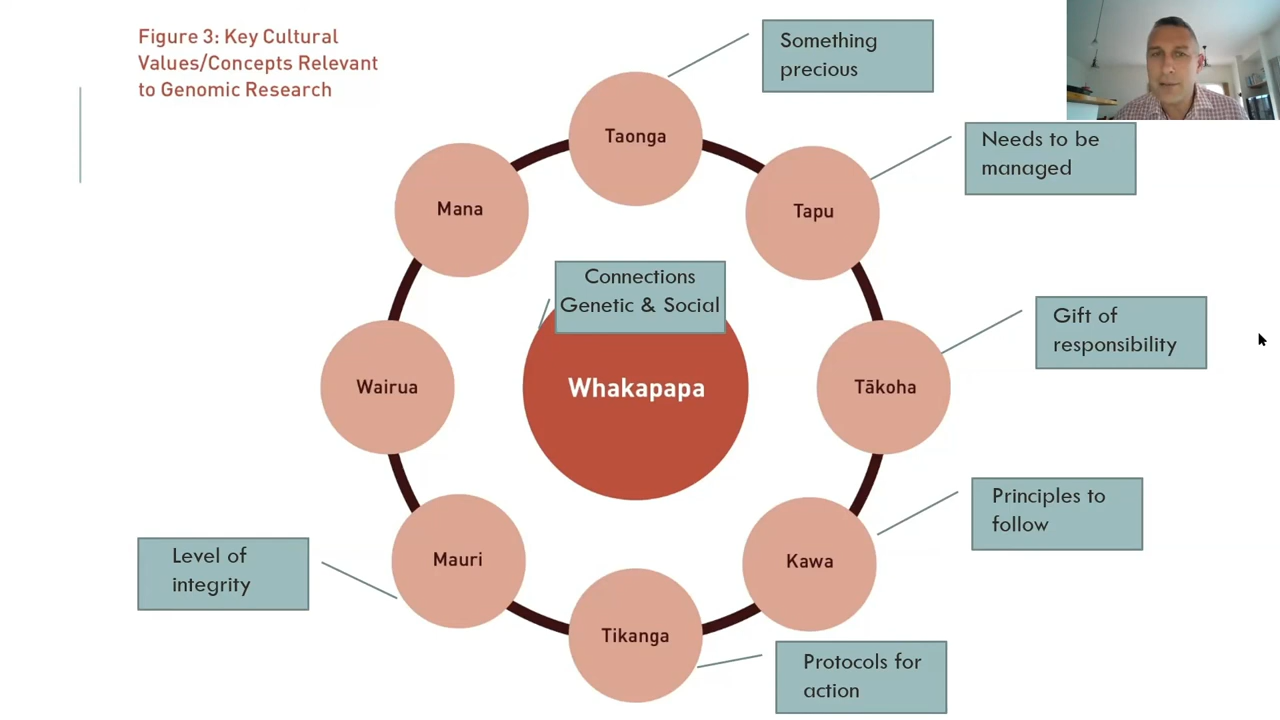 Figure 3: Key Cultural
Values/Concepts Relevant
to Genomic Research
Something
precious
Taonga
Needs to be
managed
Mana
Tapu
Connections
Genetic & Social
Gift of
responsibility
Wairua
Whakapapa
Tākoha
Principles to
follow
Level of
integrity
Mauri
Kawa
Tikanga
Protocols for
action